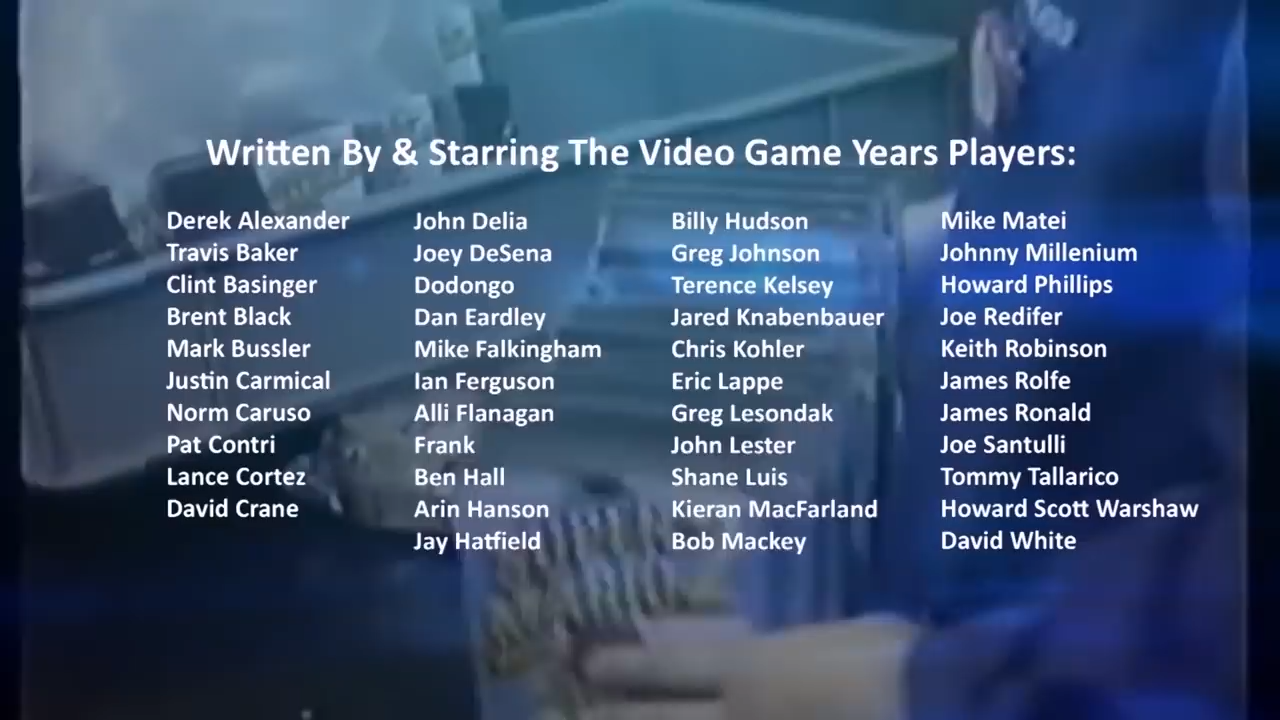 Written By & Starring The Video Game Years Players:
Derek Alexander
Travis Baker
Clint Basinger
Brent Black
Mark Bussler
Justin Carmical
Norm Caruso
Pat Contri
Lance Cortez
David Crane
John Delia
Joey DeSena
Dodongo
Dan Eardley
Mike Falkingham
Ian Ferguson
Alli Flanagan
Frank
Ben Hall
Arin Hanson
Jay Hatfield
Billy Hudson
Greg Johnson
Terence Kelsey
Jared Knabenbauer
Chris Kohler
Eric Lappe
Greg Lesondak
John Lester
Shane Luis
Kieran MacFarland
Bob Mackey
Mike Matei
Johnny Millenium
Howard Phillips
Joe Redifer
Keith Robinson
James Rolfe
James Ronald
Joe Santulli
Tommy Tallarico
Howard Scott Warshaw
David White